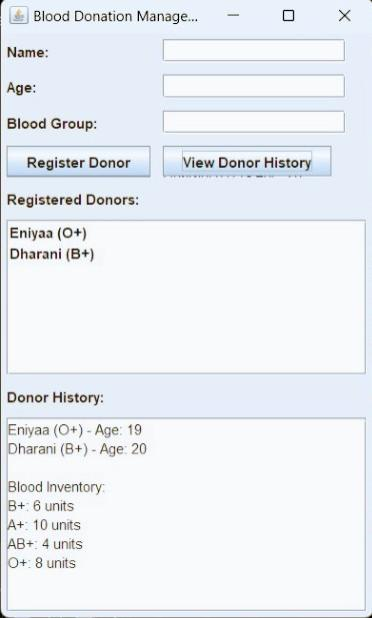 Blood Donation Manage...
Name:
Age:
Blood Group:
Register Donor
View Donor History
Registered Donors:
Eniyaa (O+)
Dharani (B+)
Donor History:
Eniyaa (O+) - Age: 19
Dharani (B+) - Age: 20
Blood Inventory:
B+: 6 units
A+: 10 units
AB+: 4 units
O+: 8 units